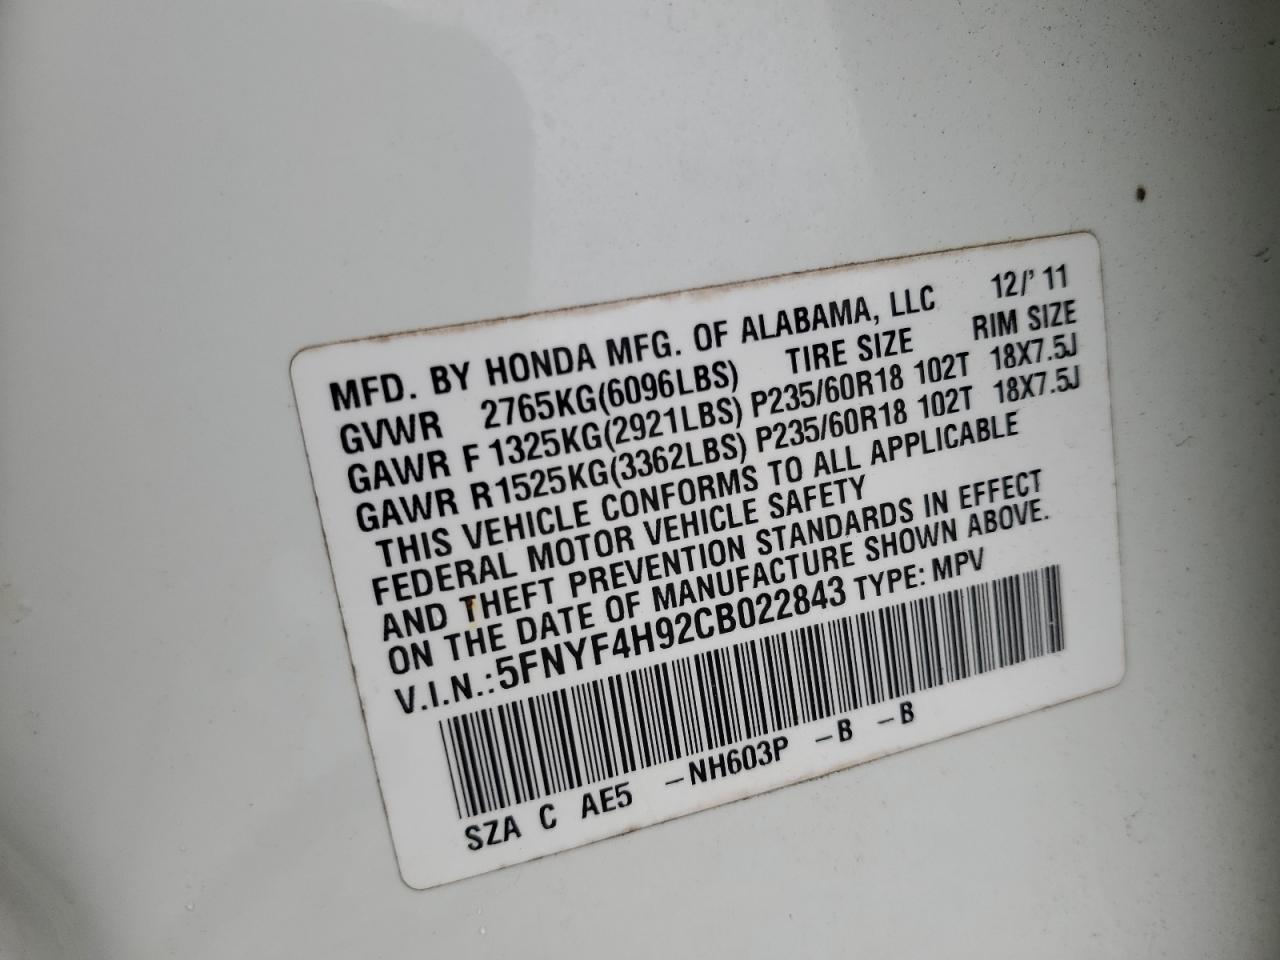 MFD. BY HONDA MFG. OF ALABAMA, LLC 12/' 11
GVWR 2765KG(6096LBS) TIRE SIZE RIM SIZE
GAWR F 1325KG(2921LBS) P235/60R18 102T 18X7.5J
GAWR R1525KG(3362LBS) P235/60R18 102T 18X7.5J
THIS VEHICLE CONFORMS TO ALL APPLICABLE
FEDERAL MOTOR VEHICLE SAFETY
AND THEFT PREVENTION STANDARDS IN EFFECT
ON THE DATE OF MANUFACTURE SHOWN ABOVE.
V.I.N.:5FNYF4H92CB022843 TYPE: MPV
SZA C AE5 –NH603P –B –B